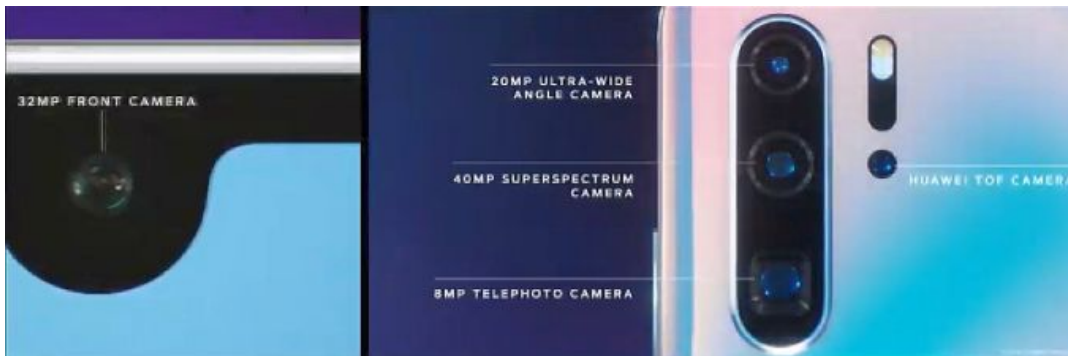 32MP FRONT CAMERA
20MP ULTRA-WIDE
ANGLE CAMERA
40MP SUPERSPECTRUM
CAMERA
HUAWEI TOF CAMERA
8MP TELEPHOTO CAMERA